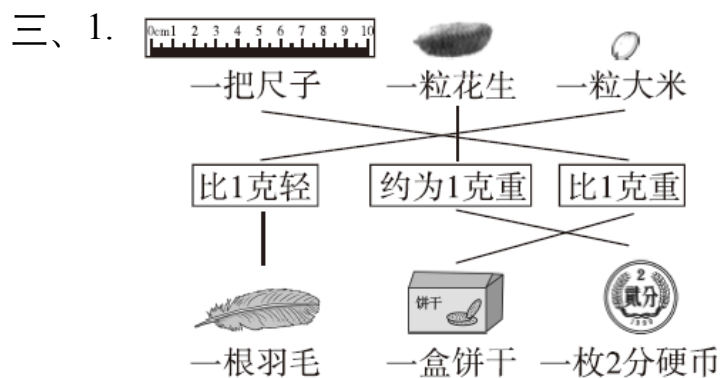 三、1.
0cm1 2 3 4 5 6 7 8 9 10
一把尺子 一粒花生 一粒大米
比1克轻 约为1克重 比1克重
饼干 2 贰分
一根羽毛 一盒饼干 一枚2分硬币